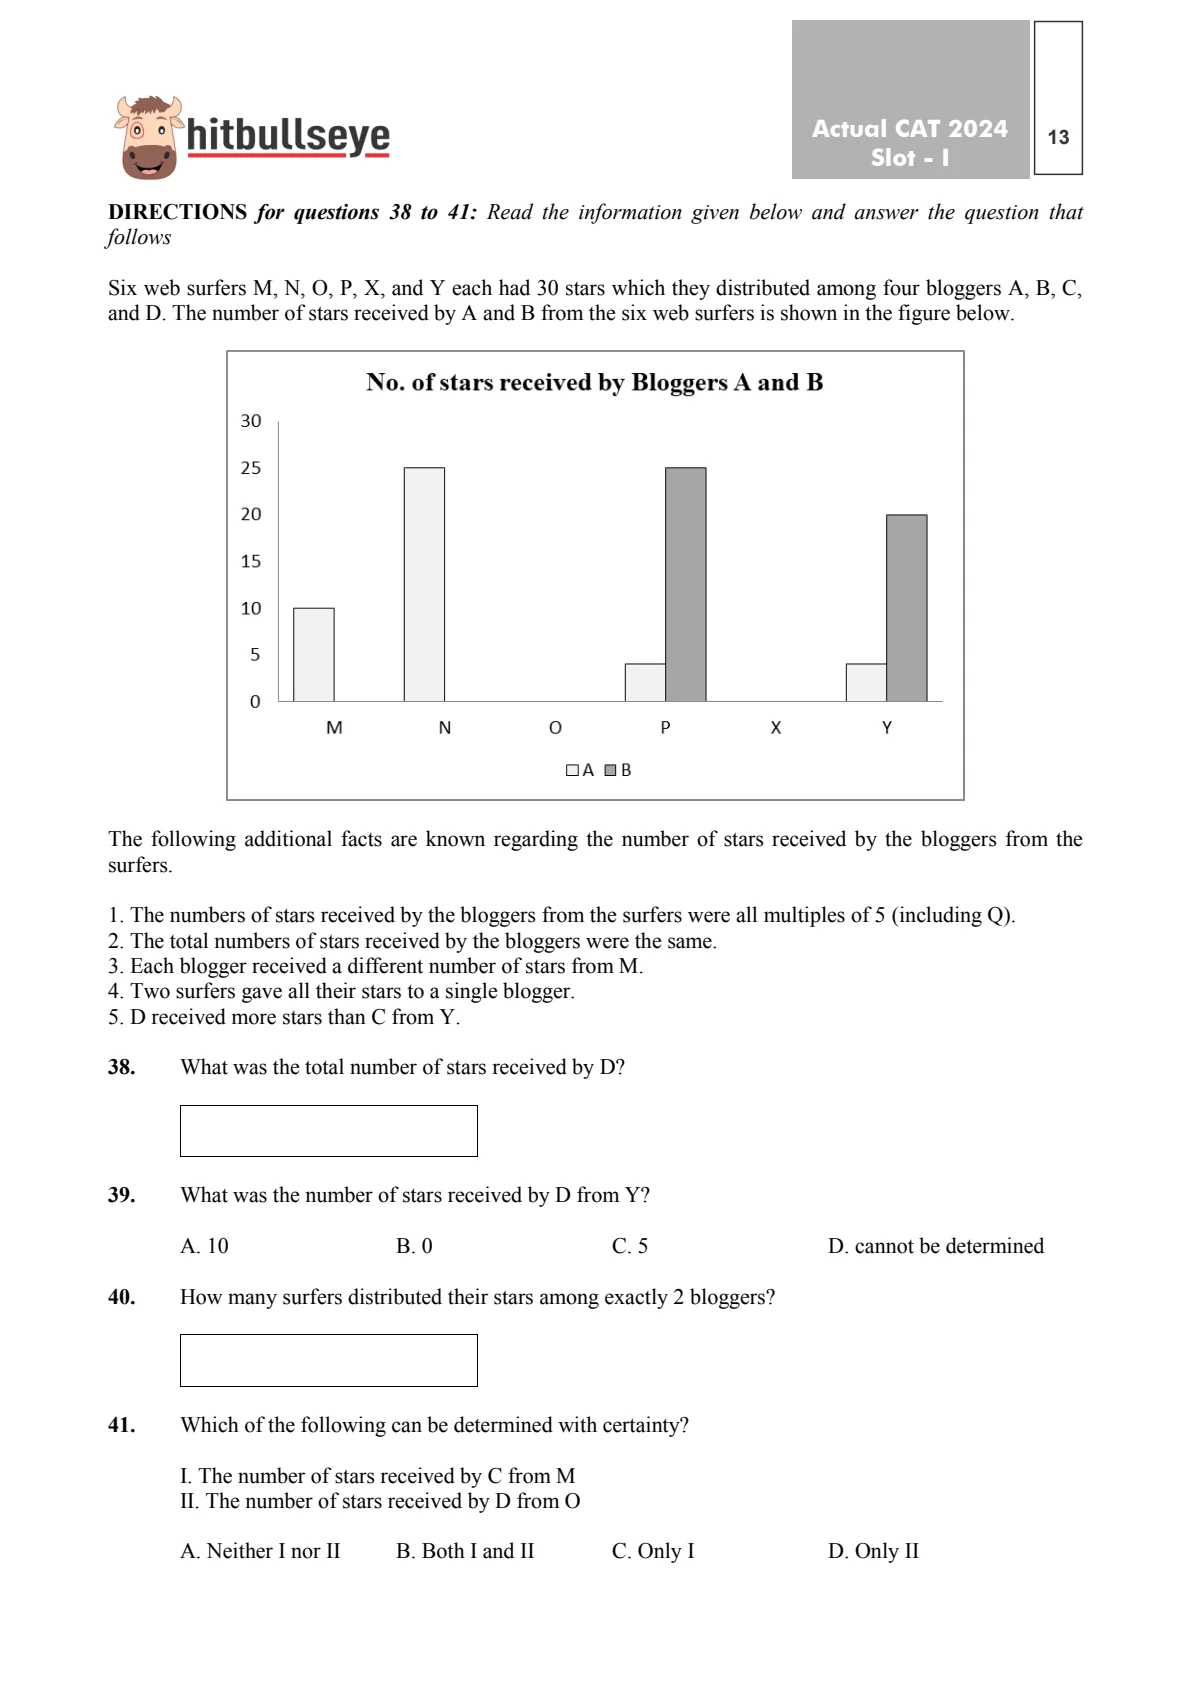 hitbullseye
Actual CAT 2024
Slot - I
13
DIRECTIONS for questions 38 to 41: Read the information given below and answer the question that
follows
Six web surfers M, N, O, P, X, and Y each had 30 stars which they distributed among four bloggers A, B, C,
and D. The number of stars received by A and B from the six web surfers is shown in the figure below.
No. of stars received by Bloggers A and B
30
25
20
15
10
5
0
M N O P X Y
A B
The following additional facts are known regarding the number of stars received by the bloggers from the
surfers.
1. The numbers of stars received by the bloggers from the surfers were all multiples of 5 (including Q).
2. The total numbers of stars received by the bloggers were the same.
3. Each blogger received a different number of stars from M.
4. Two surfers gave all their stars to a single blogger.
5. D received more stars than C from Y.
38. What was the total number of stars received by D?
39. What was the number of stars received by D from Y?
A. 10 B. 0 C. 5 D. cannot be determined
40. How many surfers distributed their stars among exactly 2 bloggers?
41. Which of the following can be determined with certainty?
I. The number of stars received by C from M
II. The number of stars received by D from O
A. Neither I nor II B. Both I and II C. Only I D. Only II